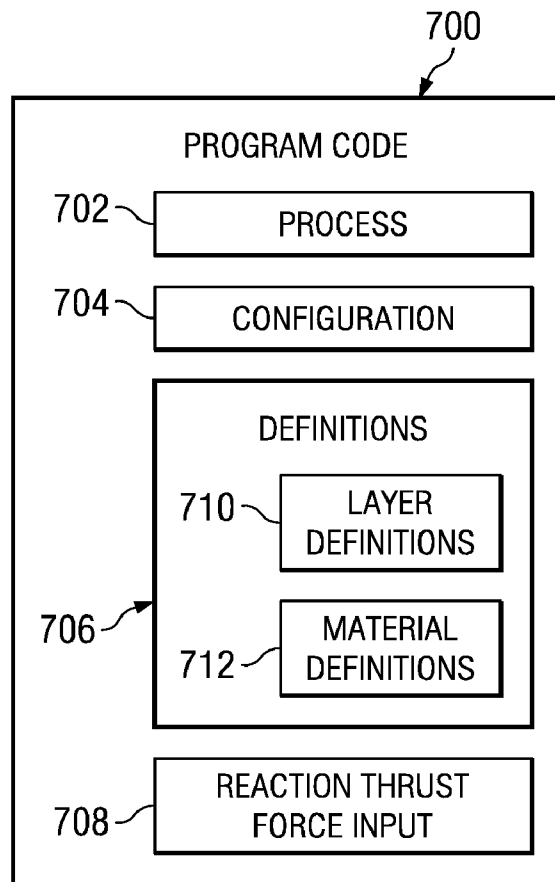 700
PROGRAM CODE
702
PROCESS
704
CONFIGURATION
DEFINITIONS
710
LAYER
DEFINITIONS
706
712
MATERIAL
DEFINITIONS
708
REACTION THRUST
FORCE INPUT